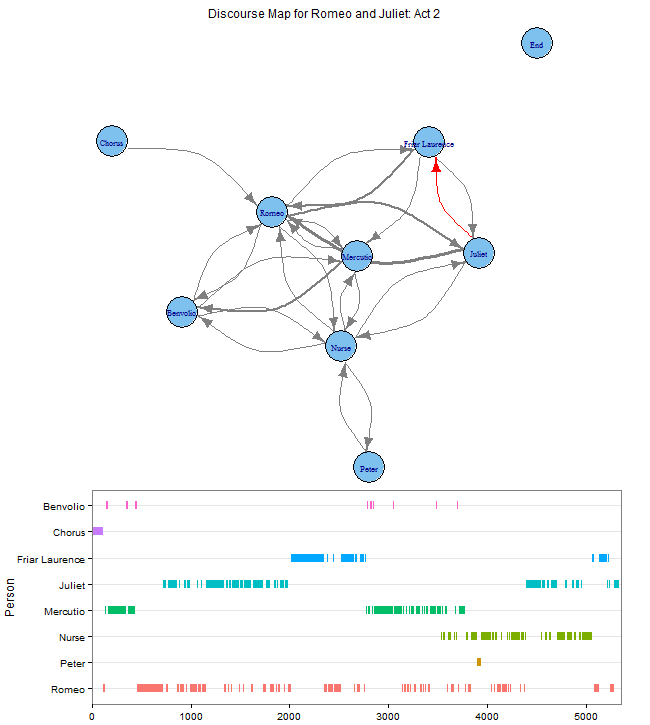 Discourse Map for Romeo and Juliet: Act 2
End
Chorus
Friar Laurence
Romeo
Mercutio
Juliet
Benvolio
Nurse
Peter
Person
Benvolio
Chorus
Friar Laurence
Juliet
Mercutio
Nurse
Peter
Romeo
0 1000 2000 3000 4000 5000